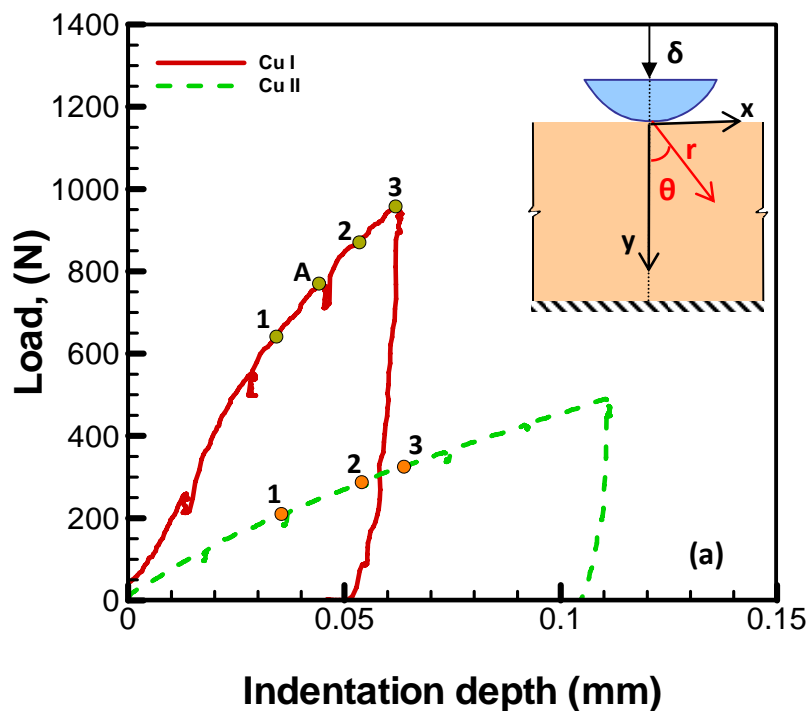 1400
1200
1000
800
600
400
200
0
Load, (N)
Cu I
Cu II
1
A
2
3
1
2
3
δ
x
r
θ
y
(a)
0
0.05
0.1
0.15
Indentation depth (mm)